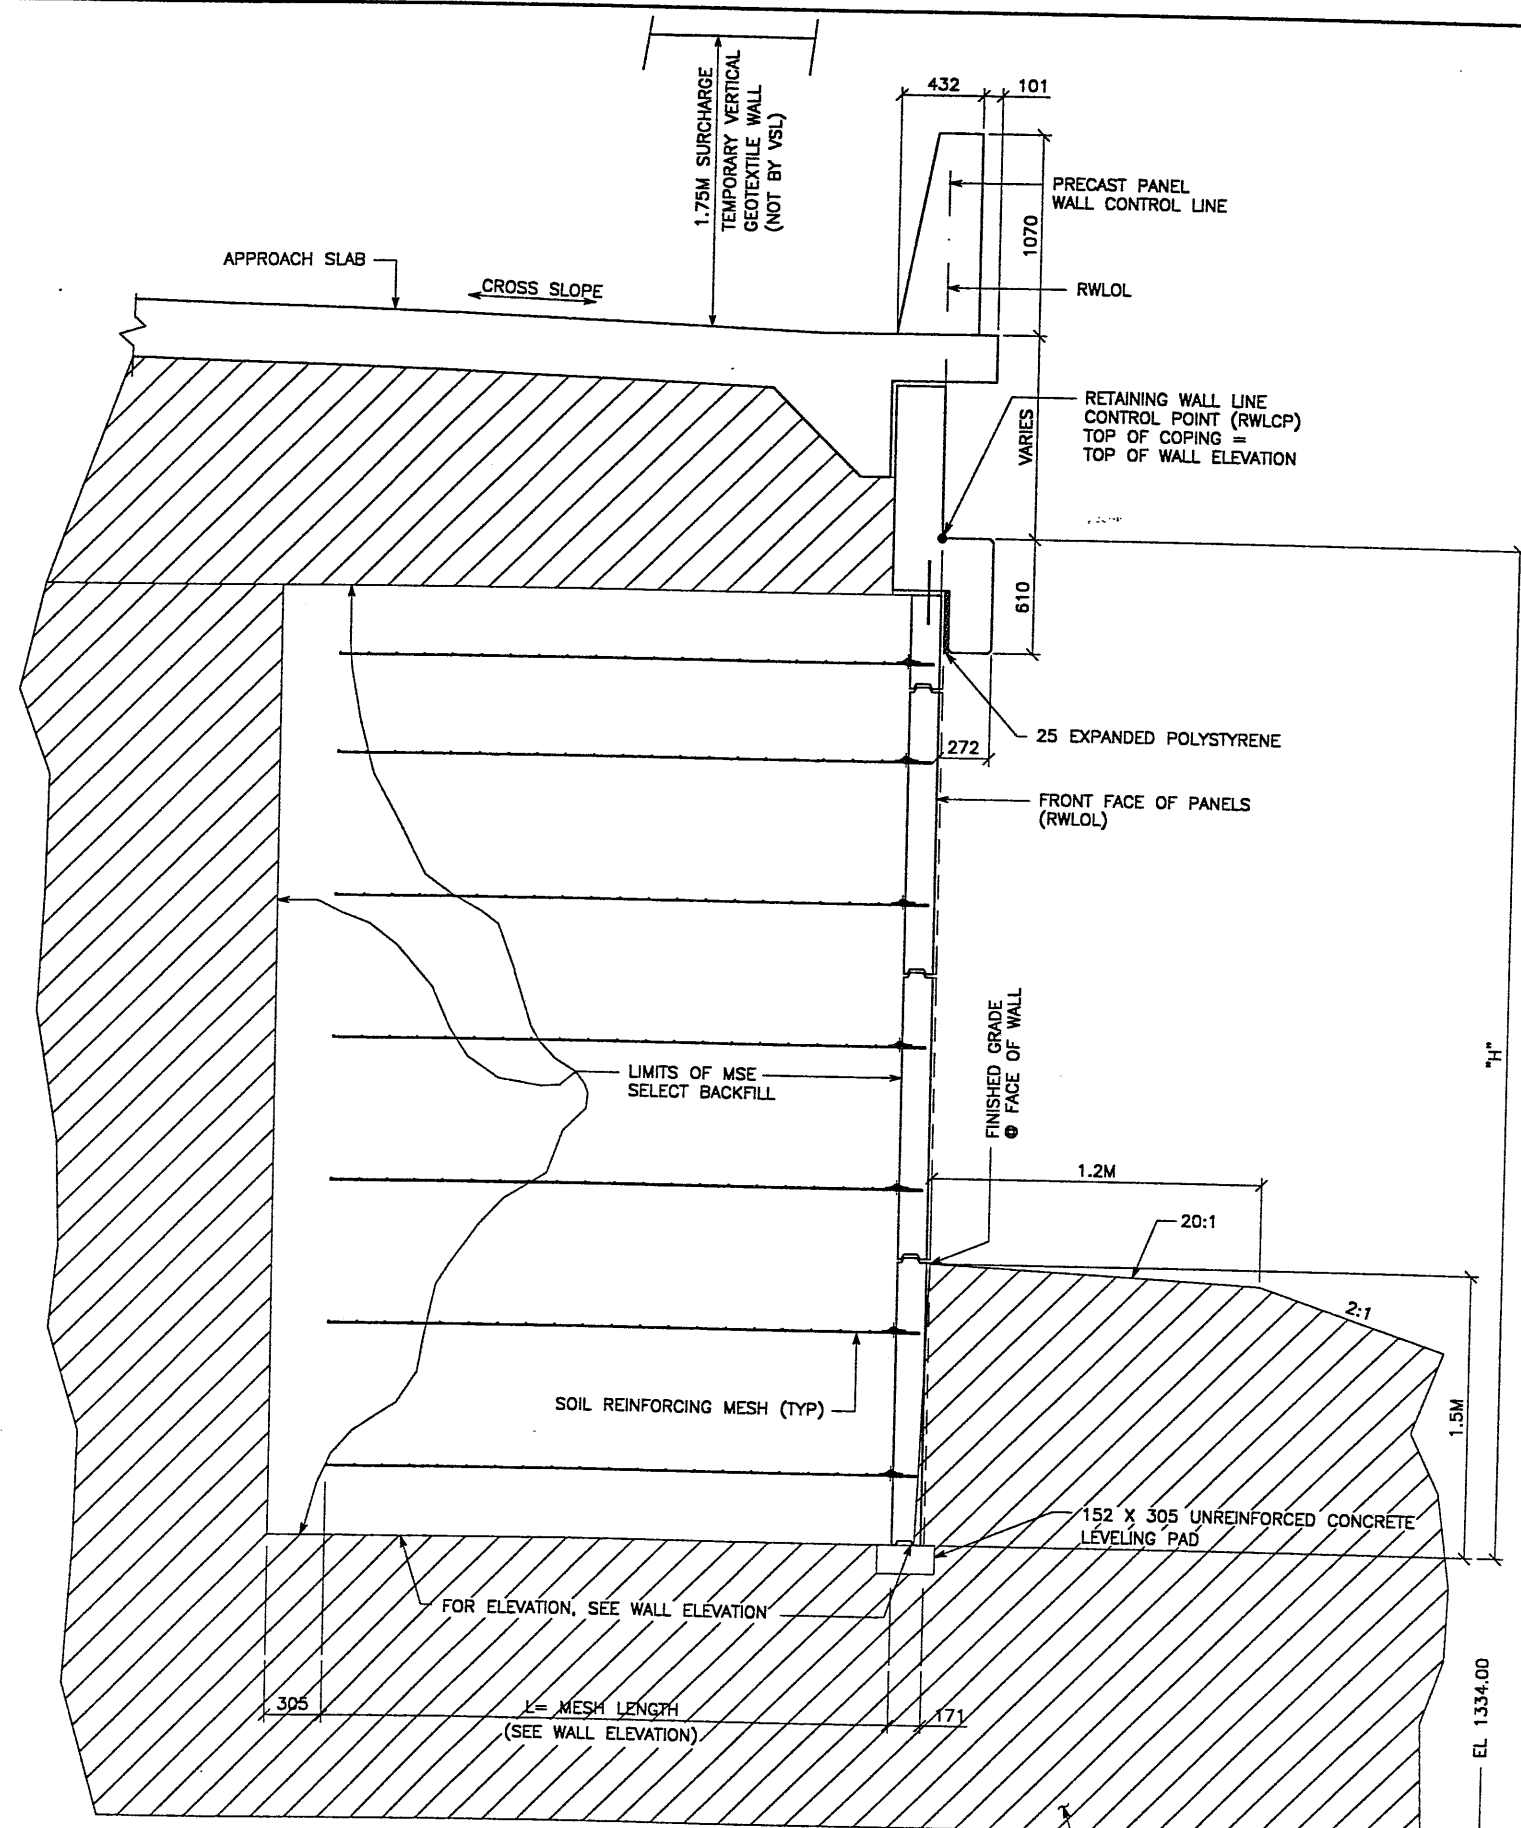 1.75M SURCHARGE
TEMPORARY VERTICAL
GEOTEXTILE WALL
(NOT BY VSL)
432
101
PRECAST PANEL
WALL CONTROL LINE
1070
RWLOL
APPROACH SLAB
CROSS SLOPE
RETAINING WALL LINE
CONTROL POINT (RWLCP)
TOP OF COPING =
TOP OF WALL ELEVATION
VARIES
610
25 EXPANDED POLYSTYRENE
272
FRONT FACE OF PANELS
(RWLOL)
LIMITS OF MSE
SELECT BACKFILL
FINISHED GRADE
@ FACE OF WALL
"H"
1.2M
20:1
2:1
1.5M
SOIL REINFORCING MESH (TYP)
152 X 305 UNREINFORCED CONCRETE
LEVELING PAD
FOR ELEVATION, SEE WALL ELEVATION
305
L= MESH LENGTH
(SEE WALL ELEVATION)
171
EL 1334.00